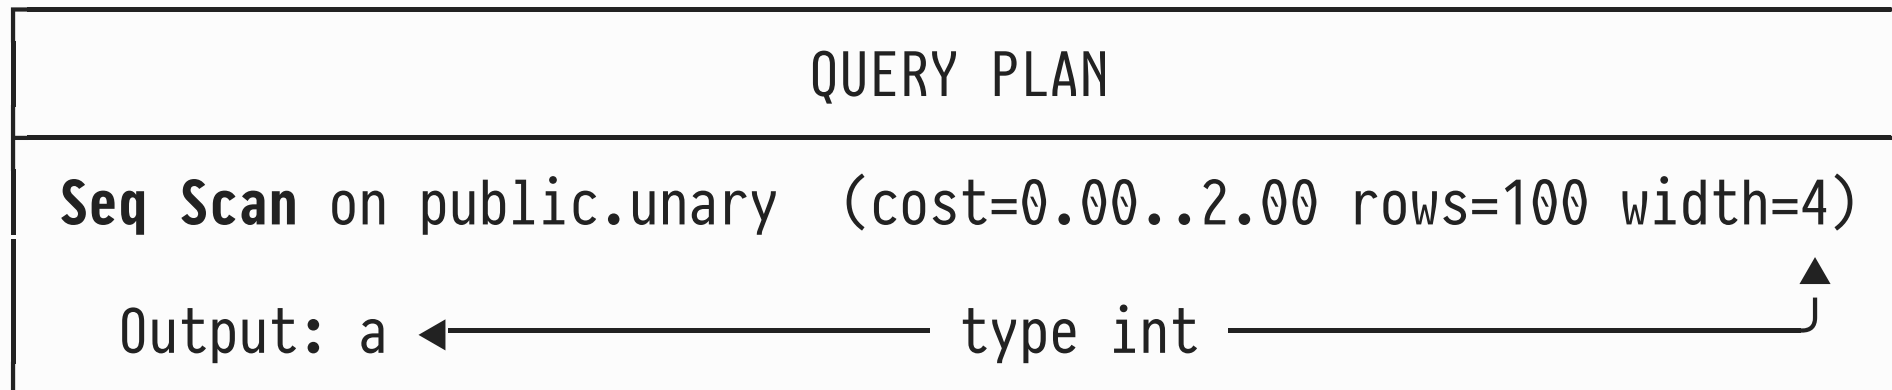 QUERY PLAN
Seq Scan on public.unary  (cost=0.00..2.00 rows=100 width=4)
Output: a ◀ type int ▲